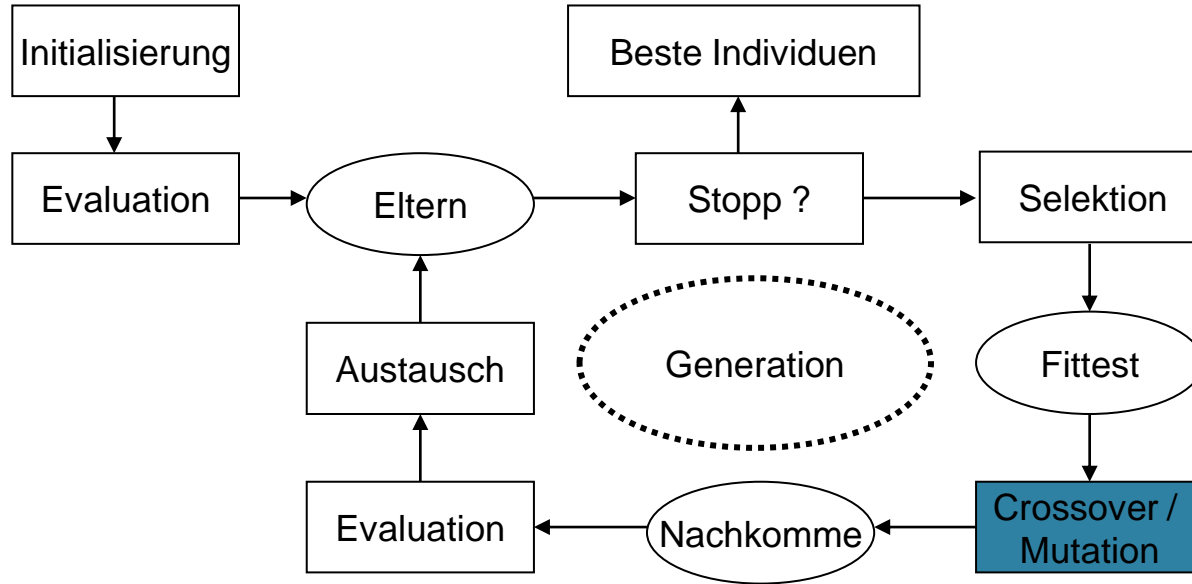 Initialisierung
Beste Individuen
Evaluation
Eltern
Stopp ?
Selektion
Austausch
Generation
Fittest
Evaluation
Nachkomme
Crossover /
Mutation